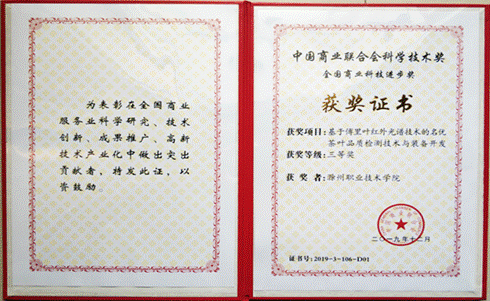 为表彰在全国商业
服务业科学研究、技术
创新、成果推广、高新
技术产业化中做出突出
贡献者，特发此证，以
资鼓励。
中国商业联合会科学技术奖
全国商业科技进步奖
获奖证书
获奖项目：基于傅里叶红外光谱技术的名优
茶叶品质检测技术与装备开发
获奖等级：三等奖
获奖者：滁州职业技术学院
二〇一九年十二月
证书号：2019-3-106-D01